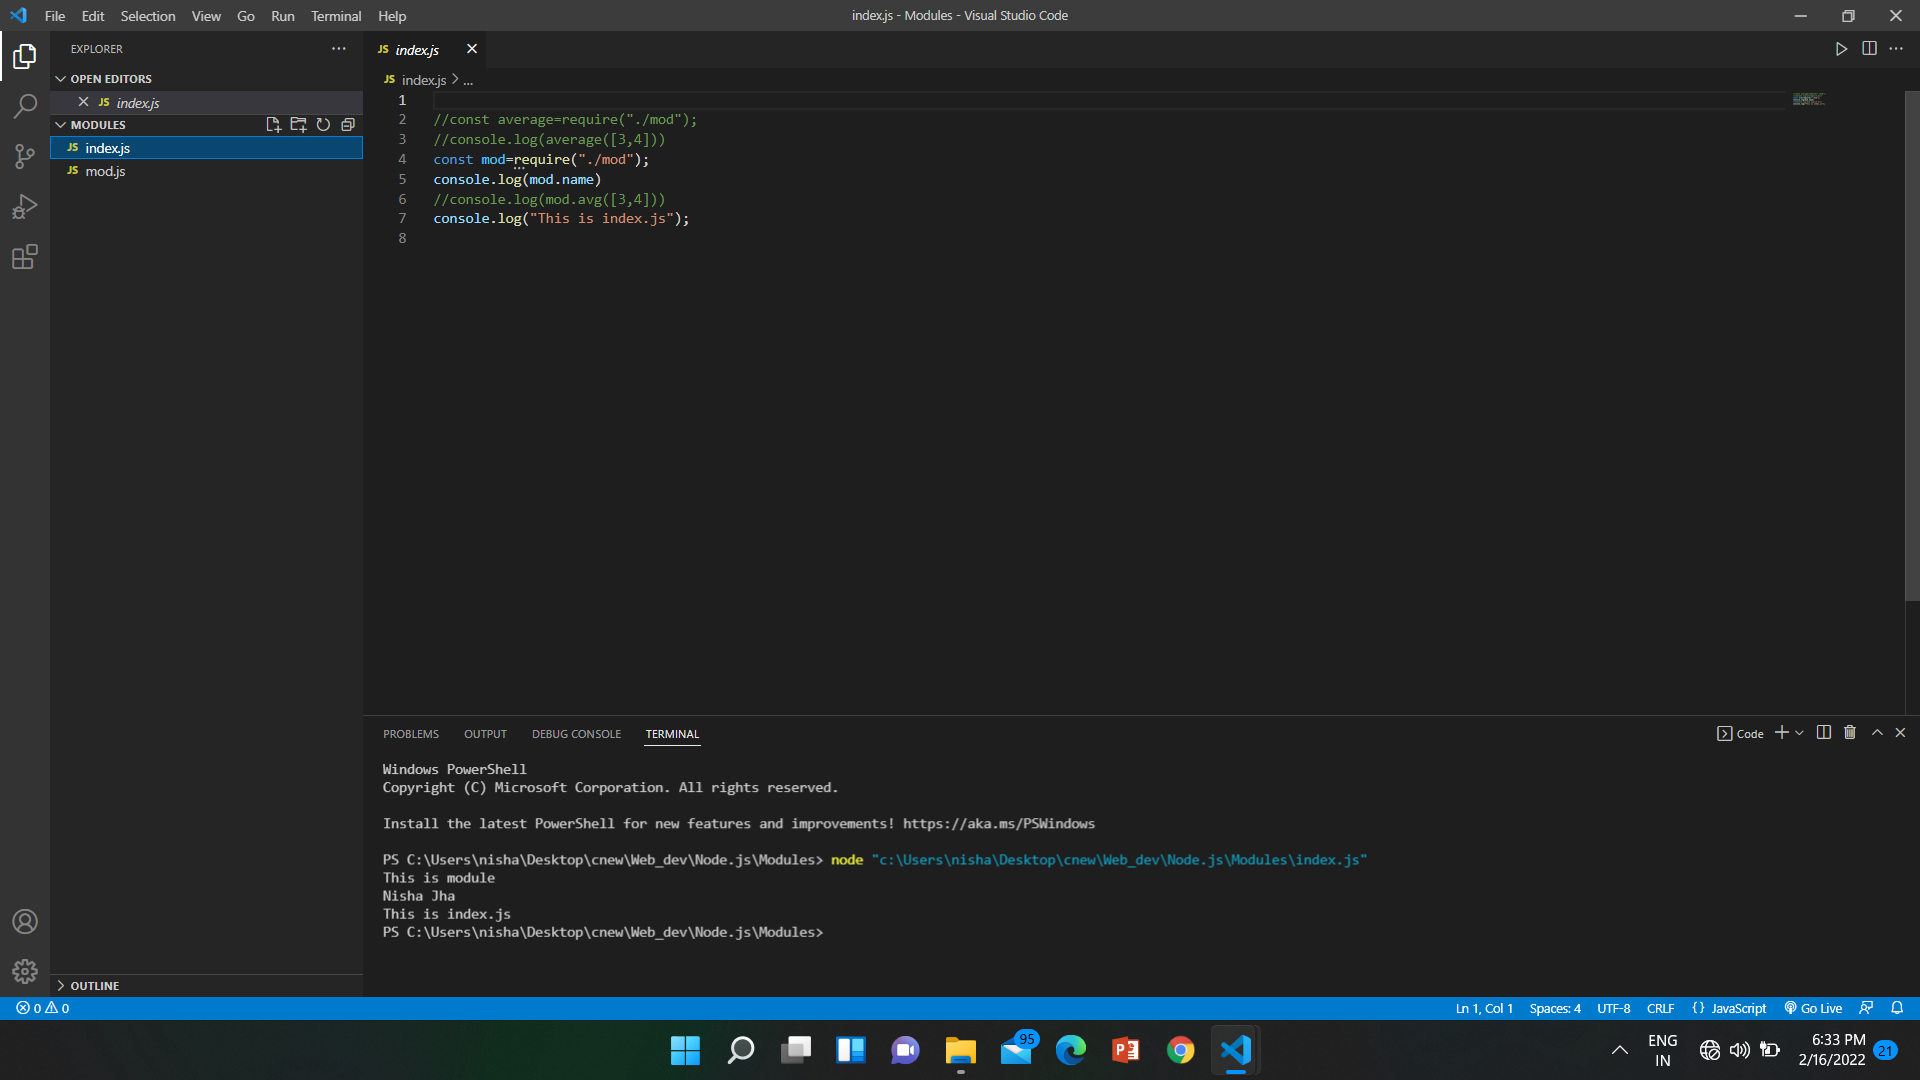 File Edit Selection View Go Run Terminal Help
index.js - Modules - Visual Studio Code
EXPLORER
OPEN EDITORS
JS index.js
MODULES
JS index.js
JS mod.js
OUTLINE
JS index.js
JS index.js > ...
1
2 //const average=require("./mod");
3 //console.log(average([3,4]))
4 const mod=require("./mod");
5 console.log(mod.name)
6 //console.log(mod.avg([3,4]))
7 console.log("This is index.js");
8
PROBLEMS OUTPUT DEBUG CONSOLE TERMINAL
Code
Windows PowerShell
Copyright (C) Microsoft Corporation. All rights reserved.
Install the latest PowerShell for new features and improvements! https://aka.ms/PSWindows
PS C:\Users\nisha\Desktop\cnew\Web_dev\Node.js\Modules> node "c:\Users\nisha\Desktop\cnew\Web_dev\Node.js\Modules\index.js"
This is module
Nisha Jha
This is index.js
PS C:\Users\nisha\Desktop\cnew\Web_dev\Node.js\Modules>
0 0
Ln 1, Col 1 Spaces: 4 UTF-8 CRLF {} JavaScript Go Live
95
P
ENG
IN
6:33 PM
2/16/2022
21